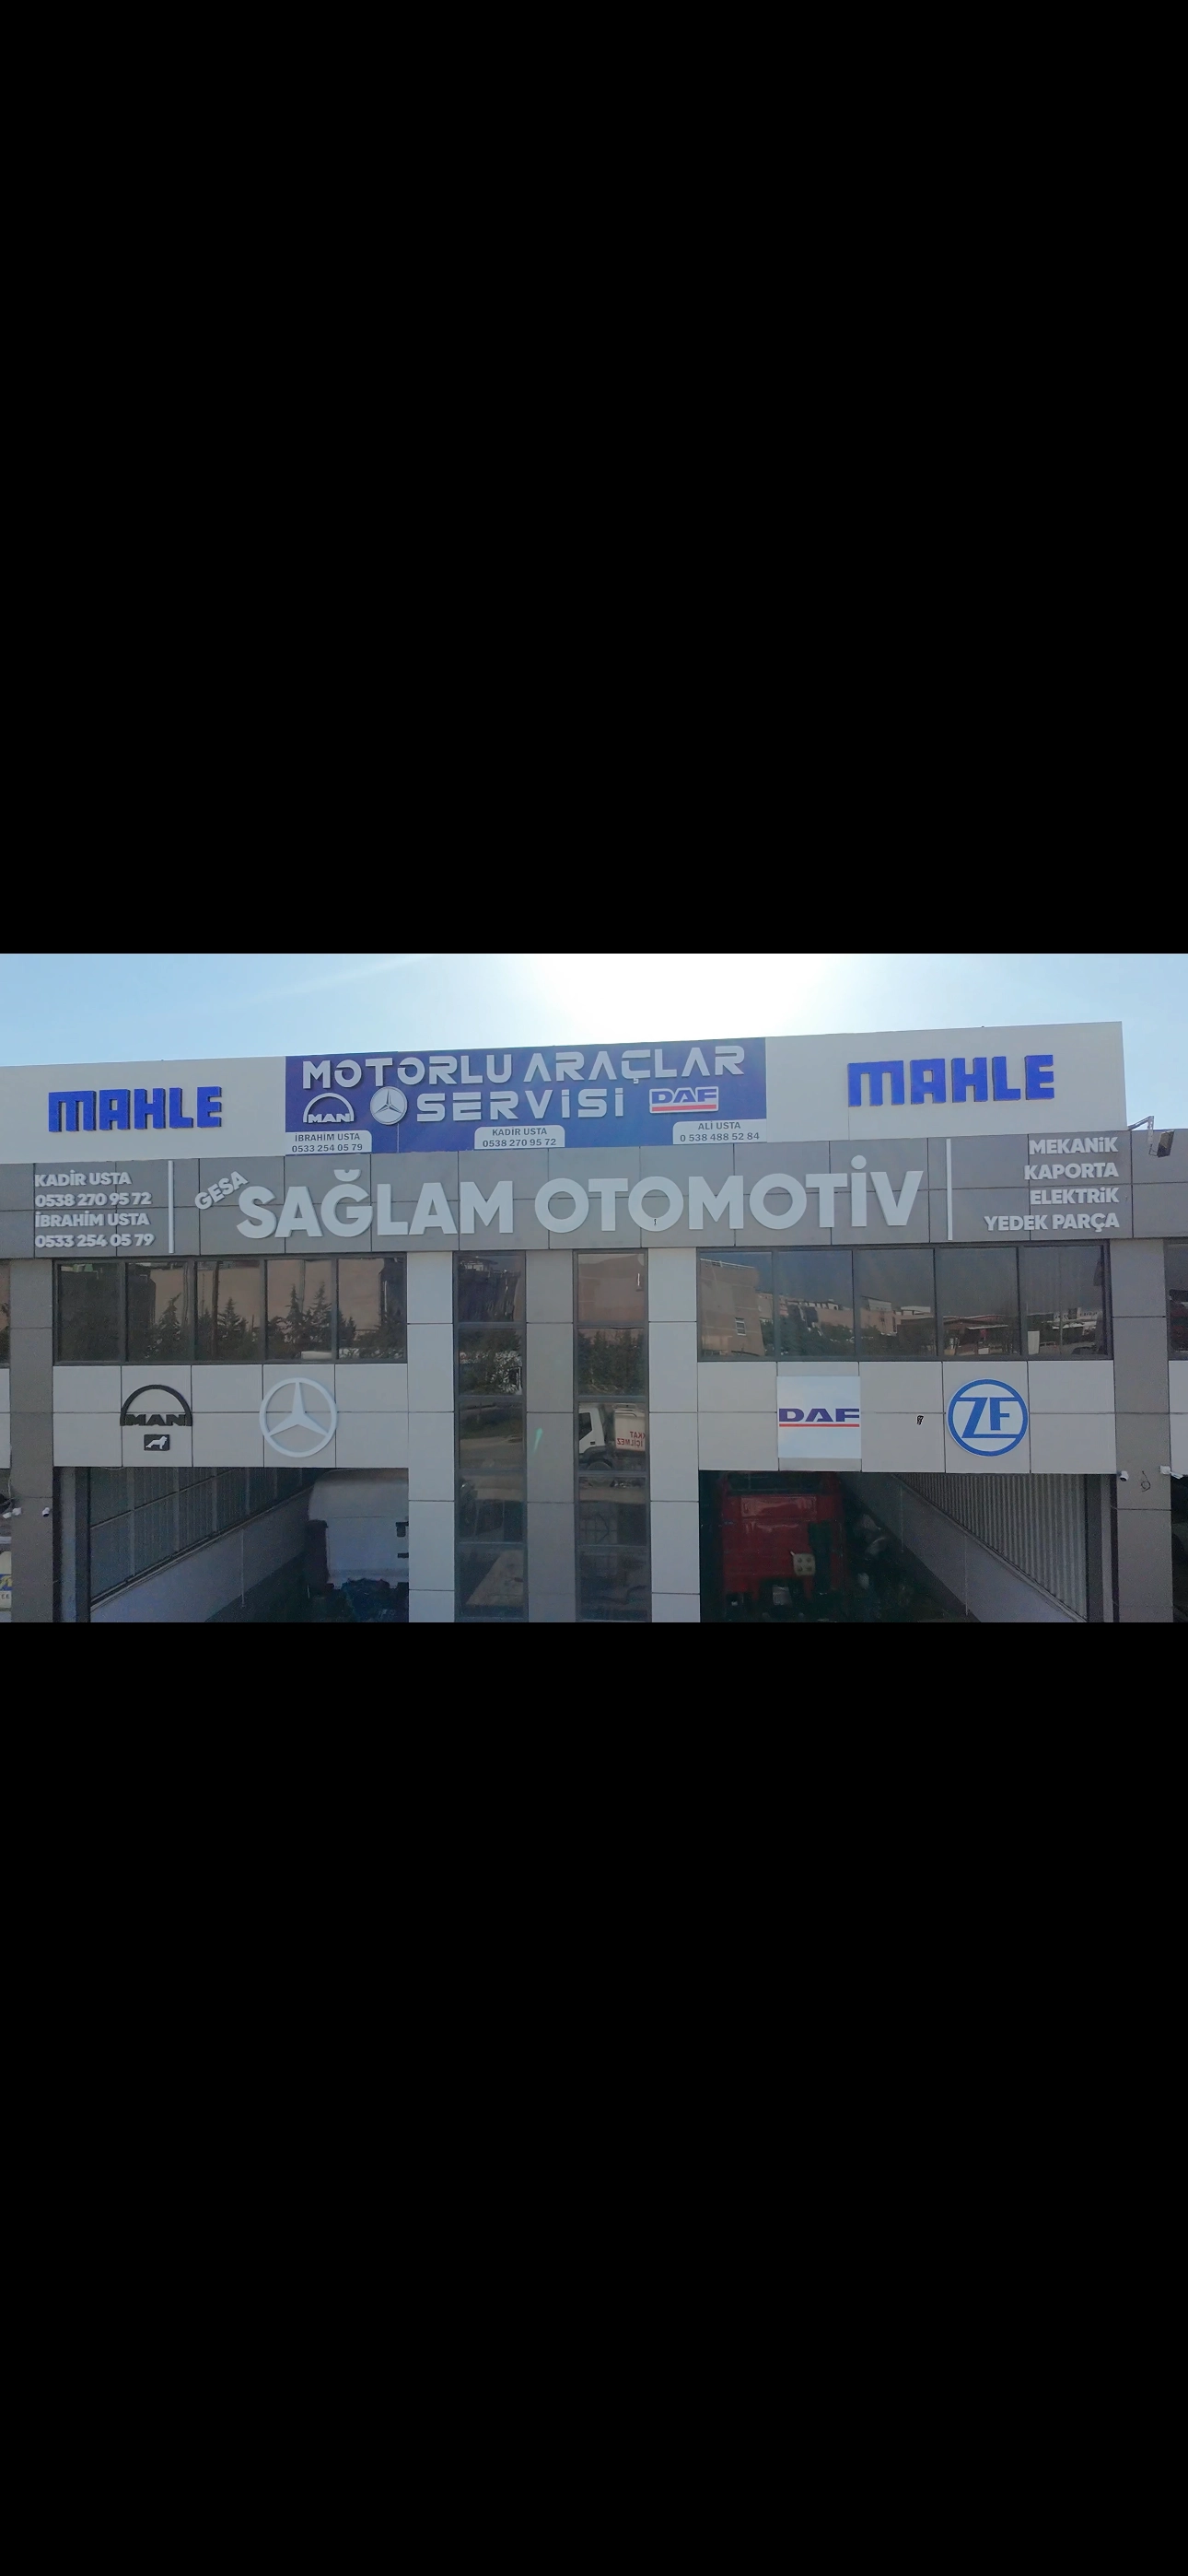 MAHLE
MOTORLU ARAÇLAR
MAN SERVİSİ DAF
MAHLE
İBRAHİM USTA
0533 254 05 79
KADİR USTA
0538 270 95 72
ALİ USTA
0 538 488 52 84
KADİR USTA
0538 270 95 72
İBRAHİM USTA
0533 254 05 79
GESA
SAĞLAM OTOMOTİV
MEKANİK
KAPORTA
ELEKTRİK
YEDEK PARÇA
MAN
DAF
ZF